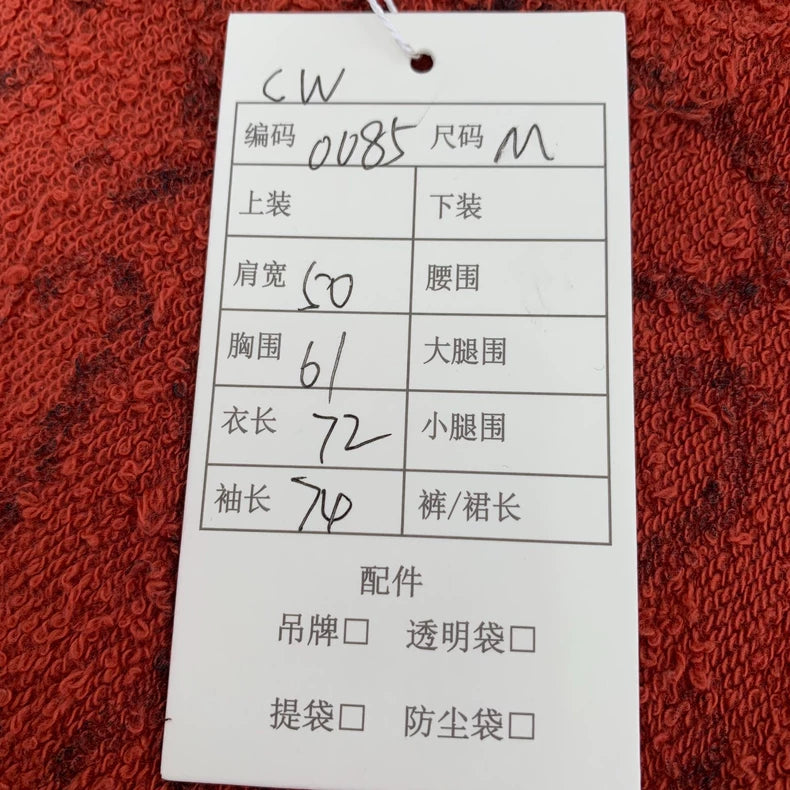 CW
编码 0085 尺码 M
上装 下装
肩宽 50 腰围
胸围 61 大腿围
衣长 72 小腿围
袖长 74 裤/裙长
配件
吊牌□ 透明袋□
提袋□ 防尘袋□